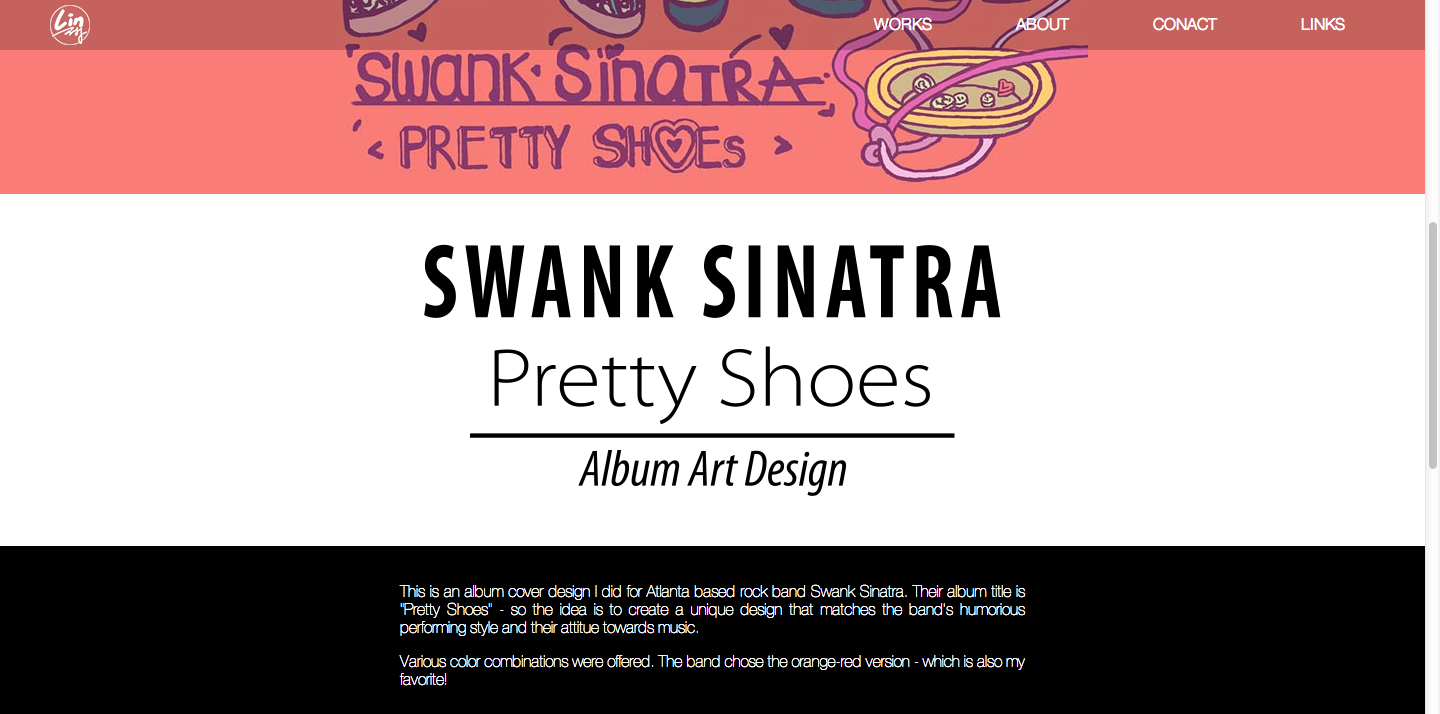 Lin
WORKS ABOUT CONACT LINKS
SWANK SINATRA
< PRETTY SHOES >
SWANK SINATRA
Pretty Shoes
Album Art Design
This is an album cover design I did for Atlanta based rock band Swank Sinatra. Their album title is
"Pretty Shoes" - so the idea is to create a unique design that matches the band's humorious
performing style and their attitue towards music.
Various color combinations were offered. The band chose the orange-red version - which is also my
favorite!